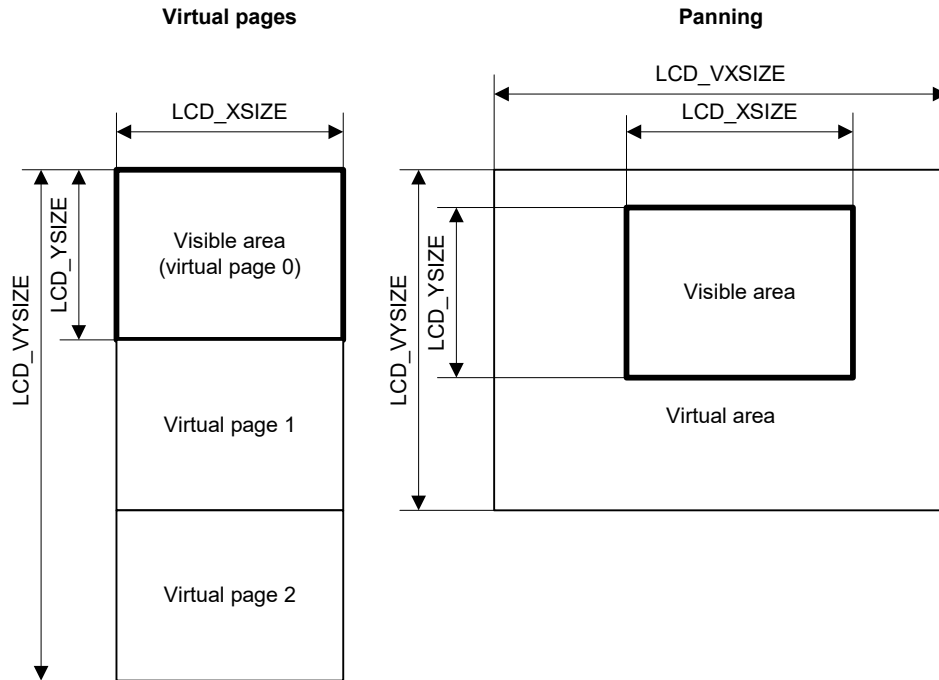 Virtual pages
LCD_XSIZE
LCD_YSIZE
LCD_VYSIZE
Visible area
(virtual page 0)
Virtual page 1
Virtual page 2
Panning
LCD_VXSIZE
LCD_XSIZE
LCD_YSIZE
LCD_VYSIZE
Visible area
Virtual area